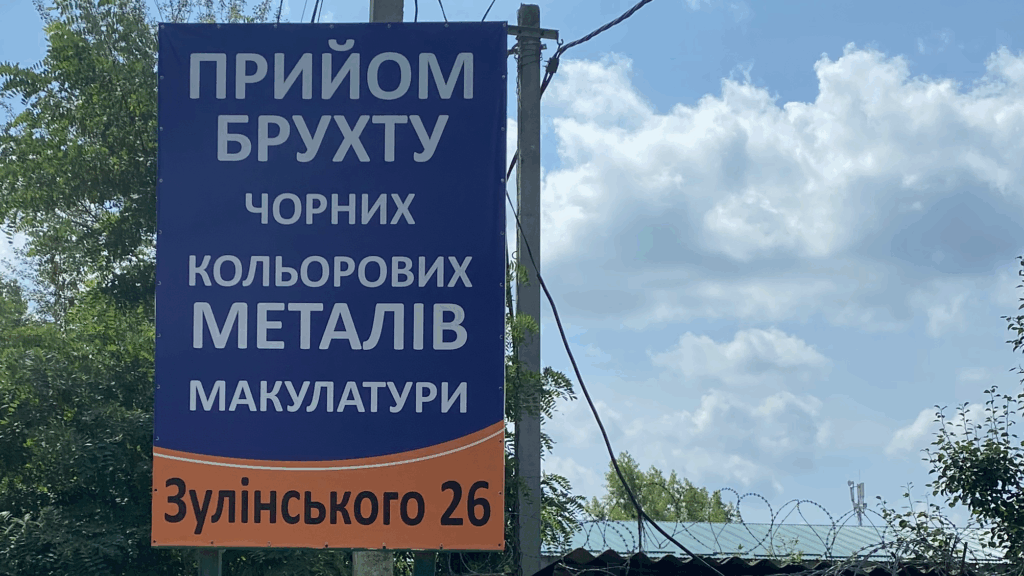 ПРИЙОМ
БРУХТУ
ЧОРНИХ
КОЛЬОРОВИХ
МЕТАЛІВ
МАКУЛАТУРИ
Зулінського 26